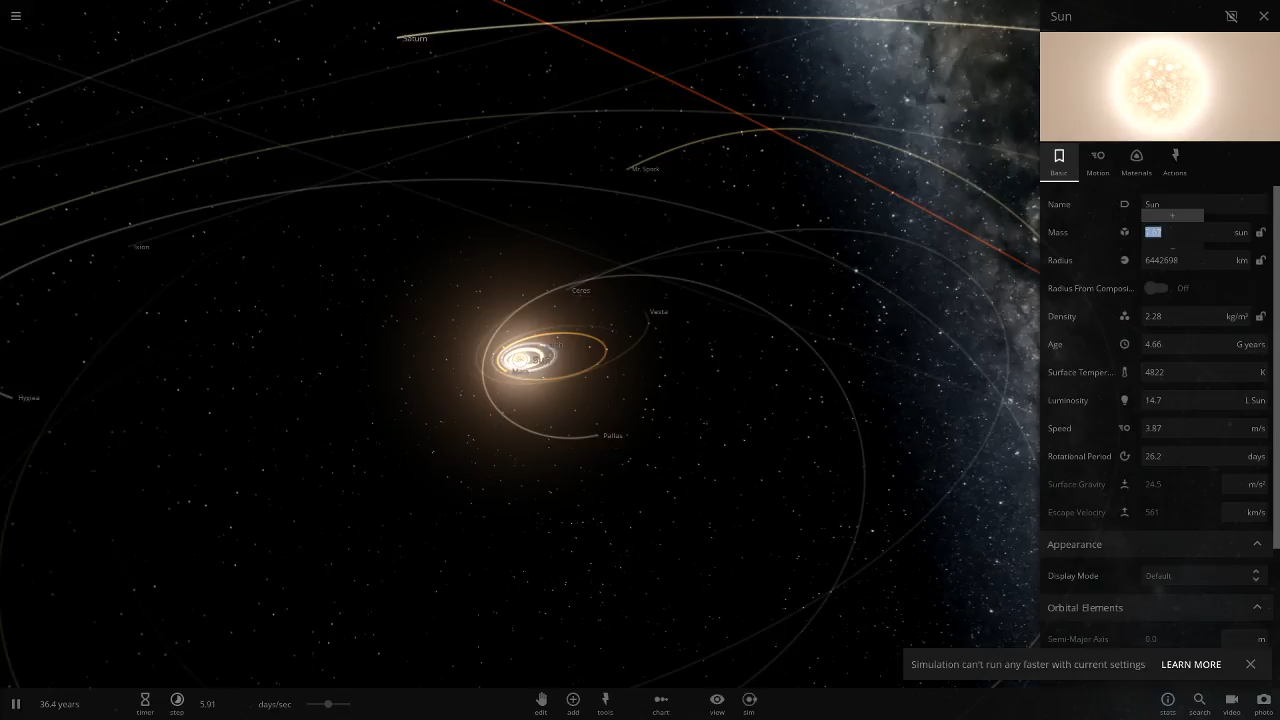 Saturn
Mr. Spork
Ixion
Ceres
Vesta
Hygiea
Pallas
Sun
Basic
Motion
Materials
Actions
Name Sun
+
Mass sun
Radius 6442698 km
Radius From Composi... Off
Density 2.28 kg/m³
Age 4.66 G years
Surface Temper... 4822 K
Luminosity 14.7 L Sun
Speed 3.87 m/s
Rotational Period 26.2 days
Surface Gravity 24.5 m/s²
Escape Velocity 561 km/s
Appearance
Display Mode Default
Orbital Elements
Semi-Major Axis 0.0 m
Simulation can't run any faster with current settings LEARN MORE
36.4 years
timer
step
5.91 days/sec
edit
add
tools
chart
view
sim
stats
search
video
photo